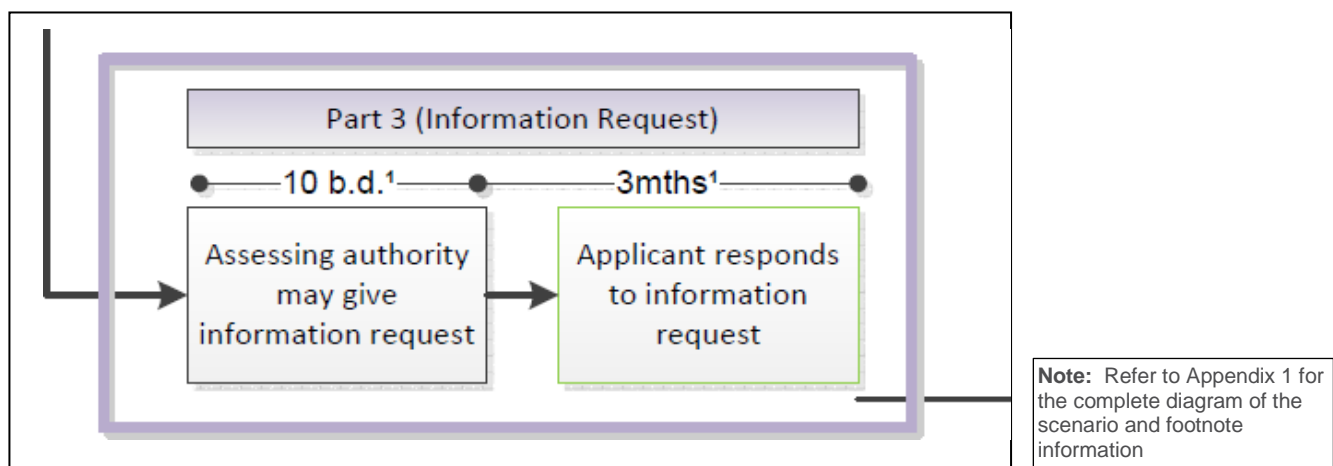 Part 3 (Information Request)
10 b.d.¹
3mths¹
Assessing authority
may give
information request
Applicant responds
to information
request
Note: Refer to Appendix 1 for
the complete diagram of the
scenario and footnote
information